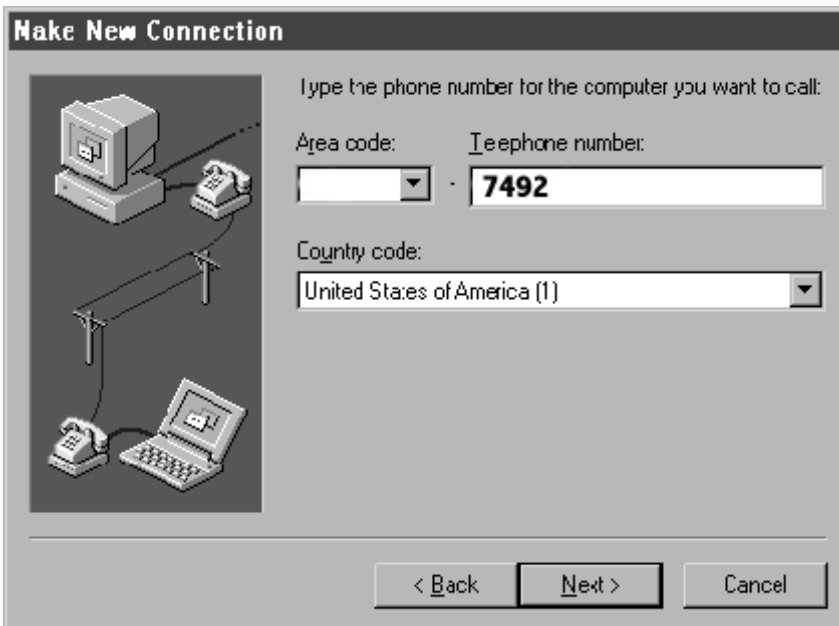 Make New Connection
Type the phone number for the computer you want to call:
Area code: Telephone number:
- 7492
Country code:
United States of America (1)
< Back Next > Cancel